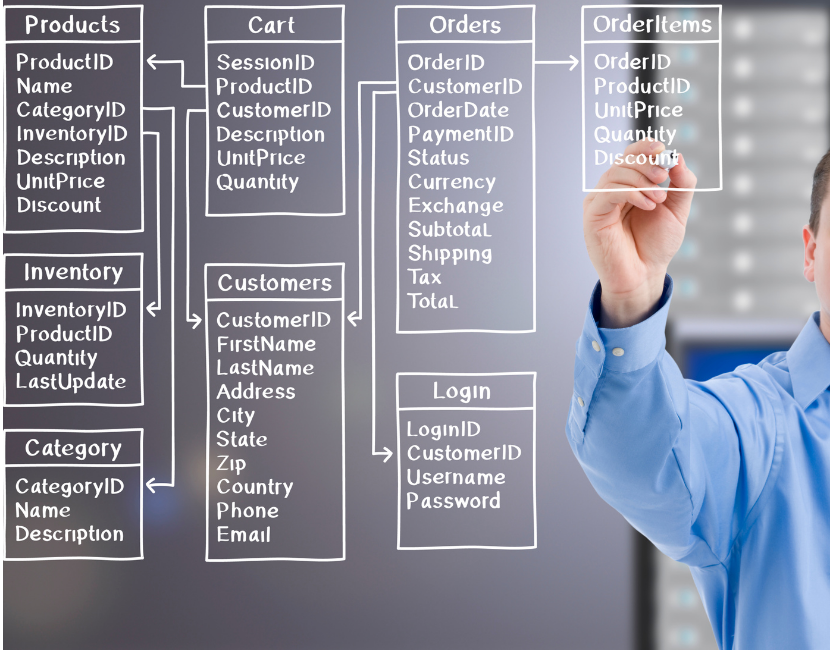 Products
ProductID
Name
CategoryID
InventoryID
Description
UnitPrice
Discount
Inventory
InventoryID
ProductID
Quantity
LastUpdate
Category
CategoryID
Name
Description
Cart
SessionID
ProductID
CustomerID
Description
UnitPrice
Quantity
Customers
CustomerID
FirstName
LastName
Address
City
State
Zip
Country
Phone
Email
Orders
OrderID
CustomerID
OrderDate
PaymentID
Status
Currency
Exchange
Subtotal
Shipping
Tax
Total
Login
LoginID
CustomerID
Username
Password
OrderItems
OrderID
ProductID
UnitPrice
Quantity
Discount